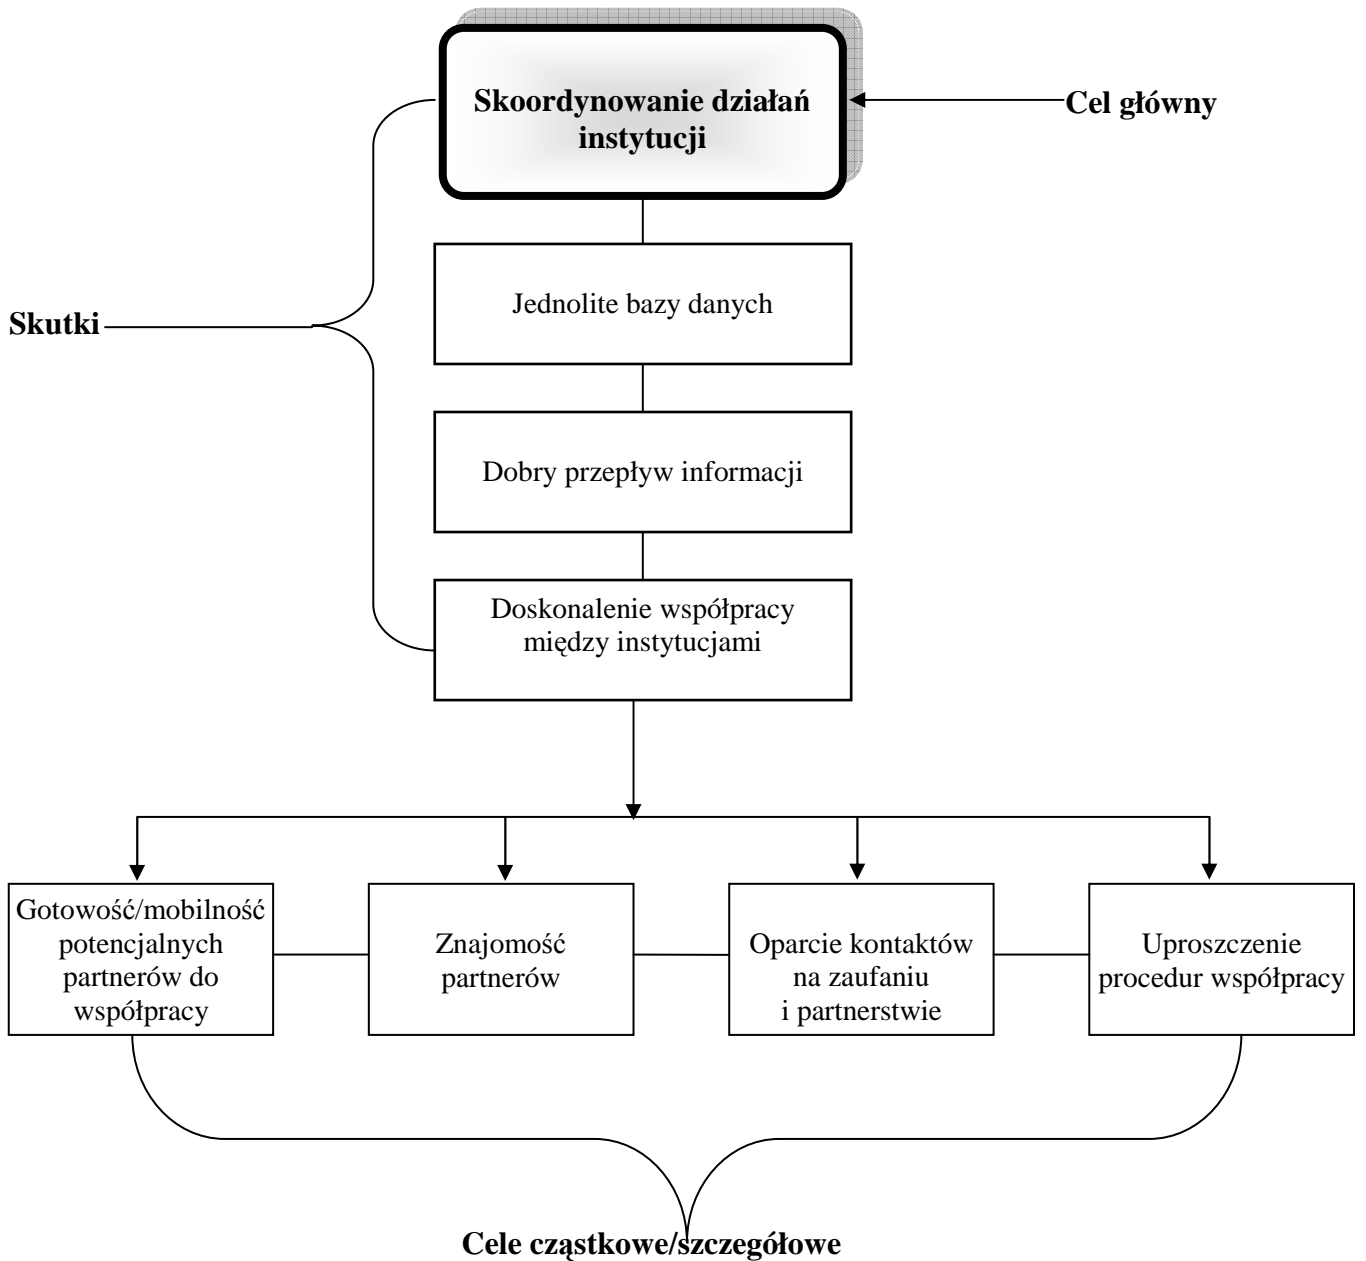 Skoordynowanie działań
instytucji
Cel główny
Jednolite bazy danych
Skutki
Dobry przepływ informacji
Doskonalenie współpracy
między instytucjami
Gotowość/mobilność
potencjalnych
partnerów do
współpracy
Znajomość
partnerów
Oparcie kontaktów
na zaufaniu
i partnerstwie
Uproszczenie
procedur współpracy
Cele cząstkowe/szczegółowe